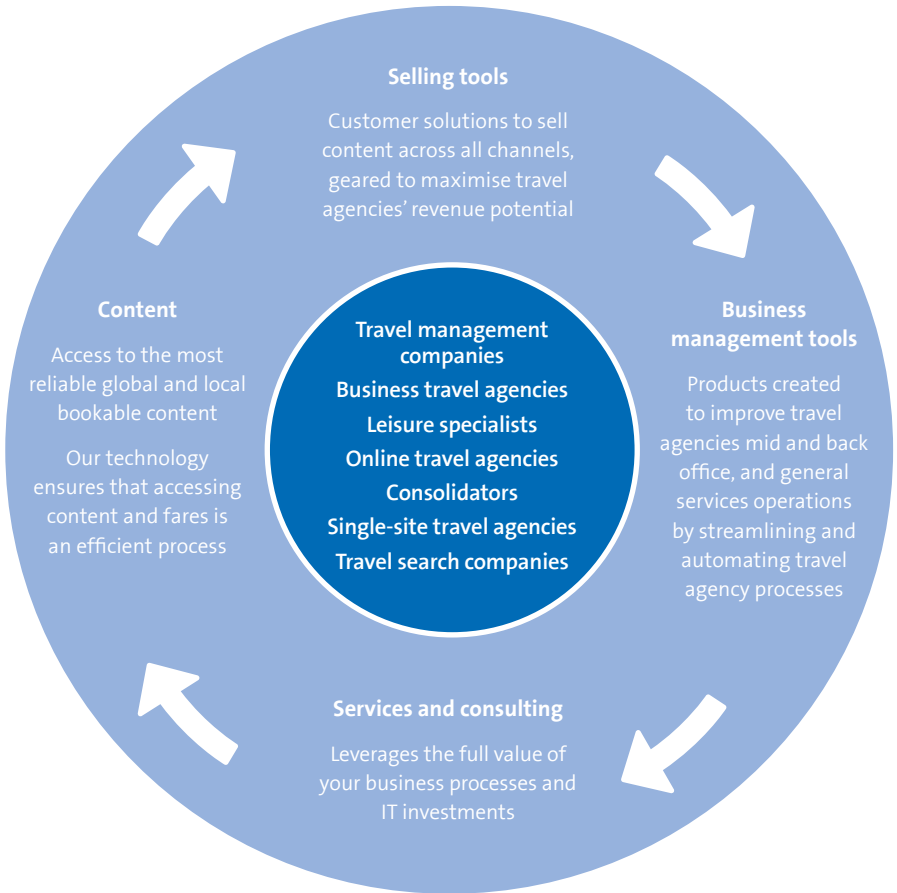 Selling tools
Customer solutions to sell
content across all channels,
geared to maximise travel
agencies’ revenue potential
Content
Access to the most
reliable global and local
bookable content
Our technology
ensures that accessing
content and fares is
an efficient process
Travel management
companies
Business travel agencies
Leisure specialists
Online travel agencies
Consolidators
Single-site travel agencies
Travel search companies
Business
management tools
Products created
to improve travel
agencies mid and back
office, and general
services operations
by streamlining and
automating travel
agency processes
Services and consulting
Leverages the full value of
your business processes and
IT investments